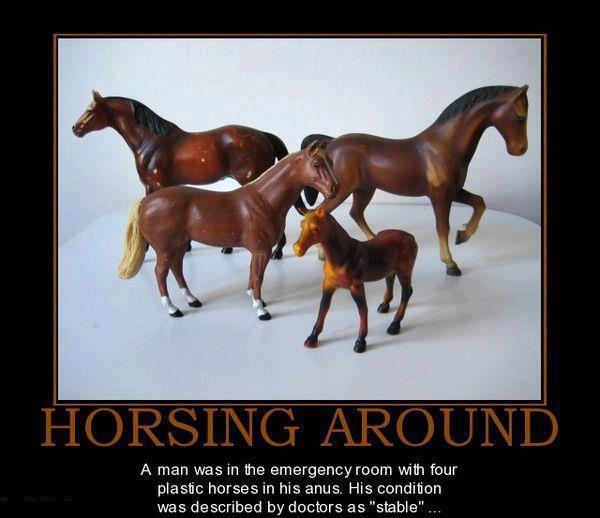 HORSING AROUND
A man was in the emergency room with four
plastic horses in his anus. His condition
was described by doctors as "stable" ...